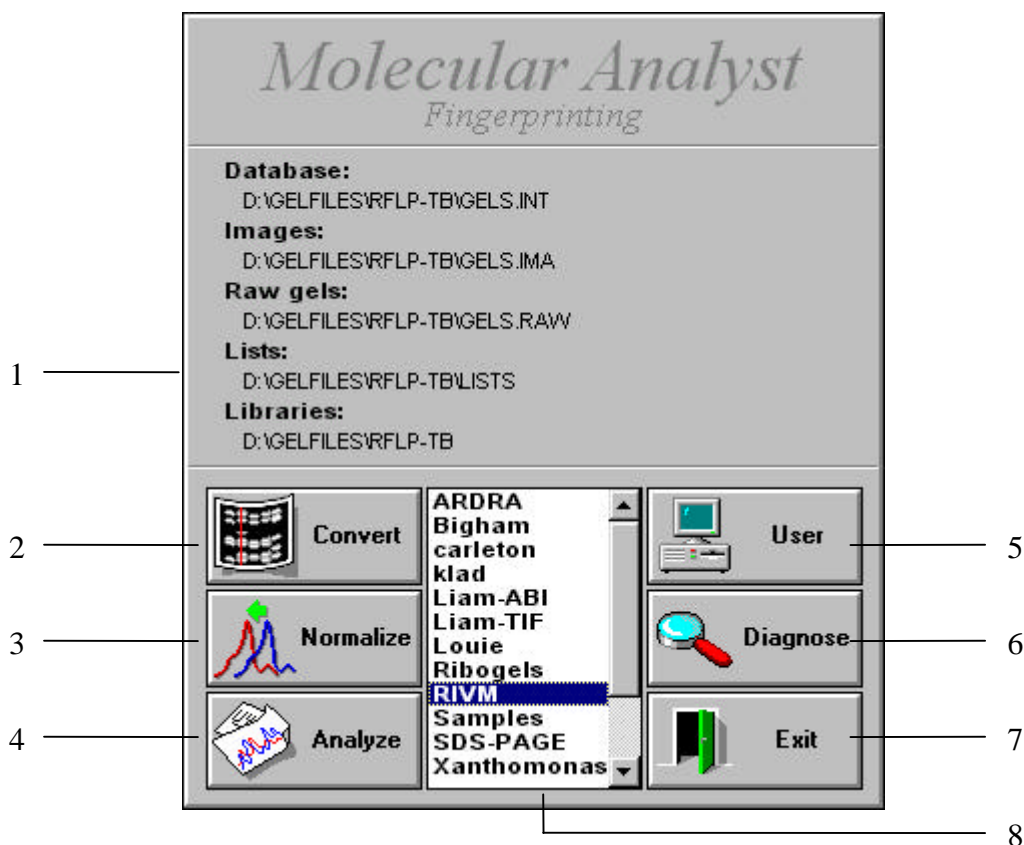 Molecular Analyst
Fingerprinting
Database:
D:\GELFILES\RFLP-TB\GELS.INT
Images:
D:\GELFILES\RFLP-TB\GELS.IMA
Raw gels:
D:\GELFILES\RFLP-TB\GELS.RAW
Lists:
D:\GELFILES\RFLP-TB\LISTS
Libraries:
D:\GELFILES\RFLP-TB
1
2
Convert
3
Normalize
4
Analyze
ARDRA
Bigham
carleton
klad
Liam-ABI
Liam-TIF
Louie
Ribogels
RIVM
Samples
SDS-PAGE
Xanthomonas
User
5
Diagnose
6
Exit
7
8